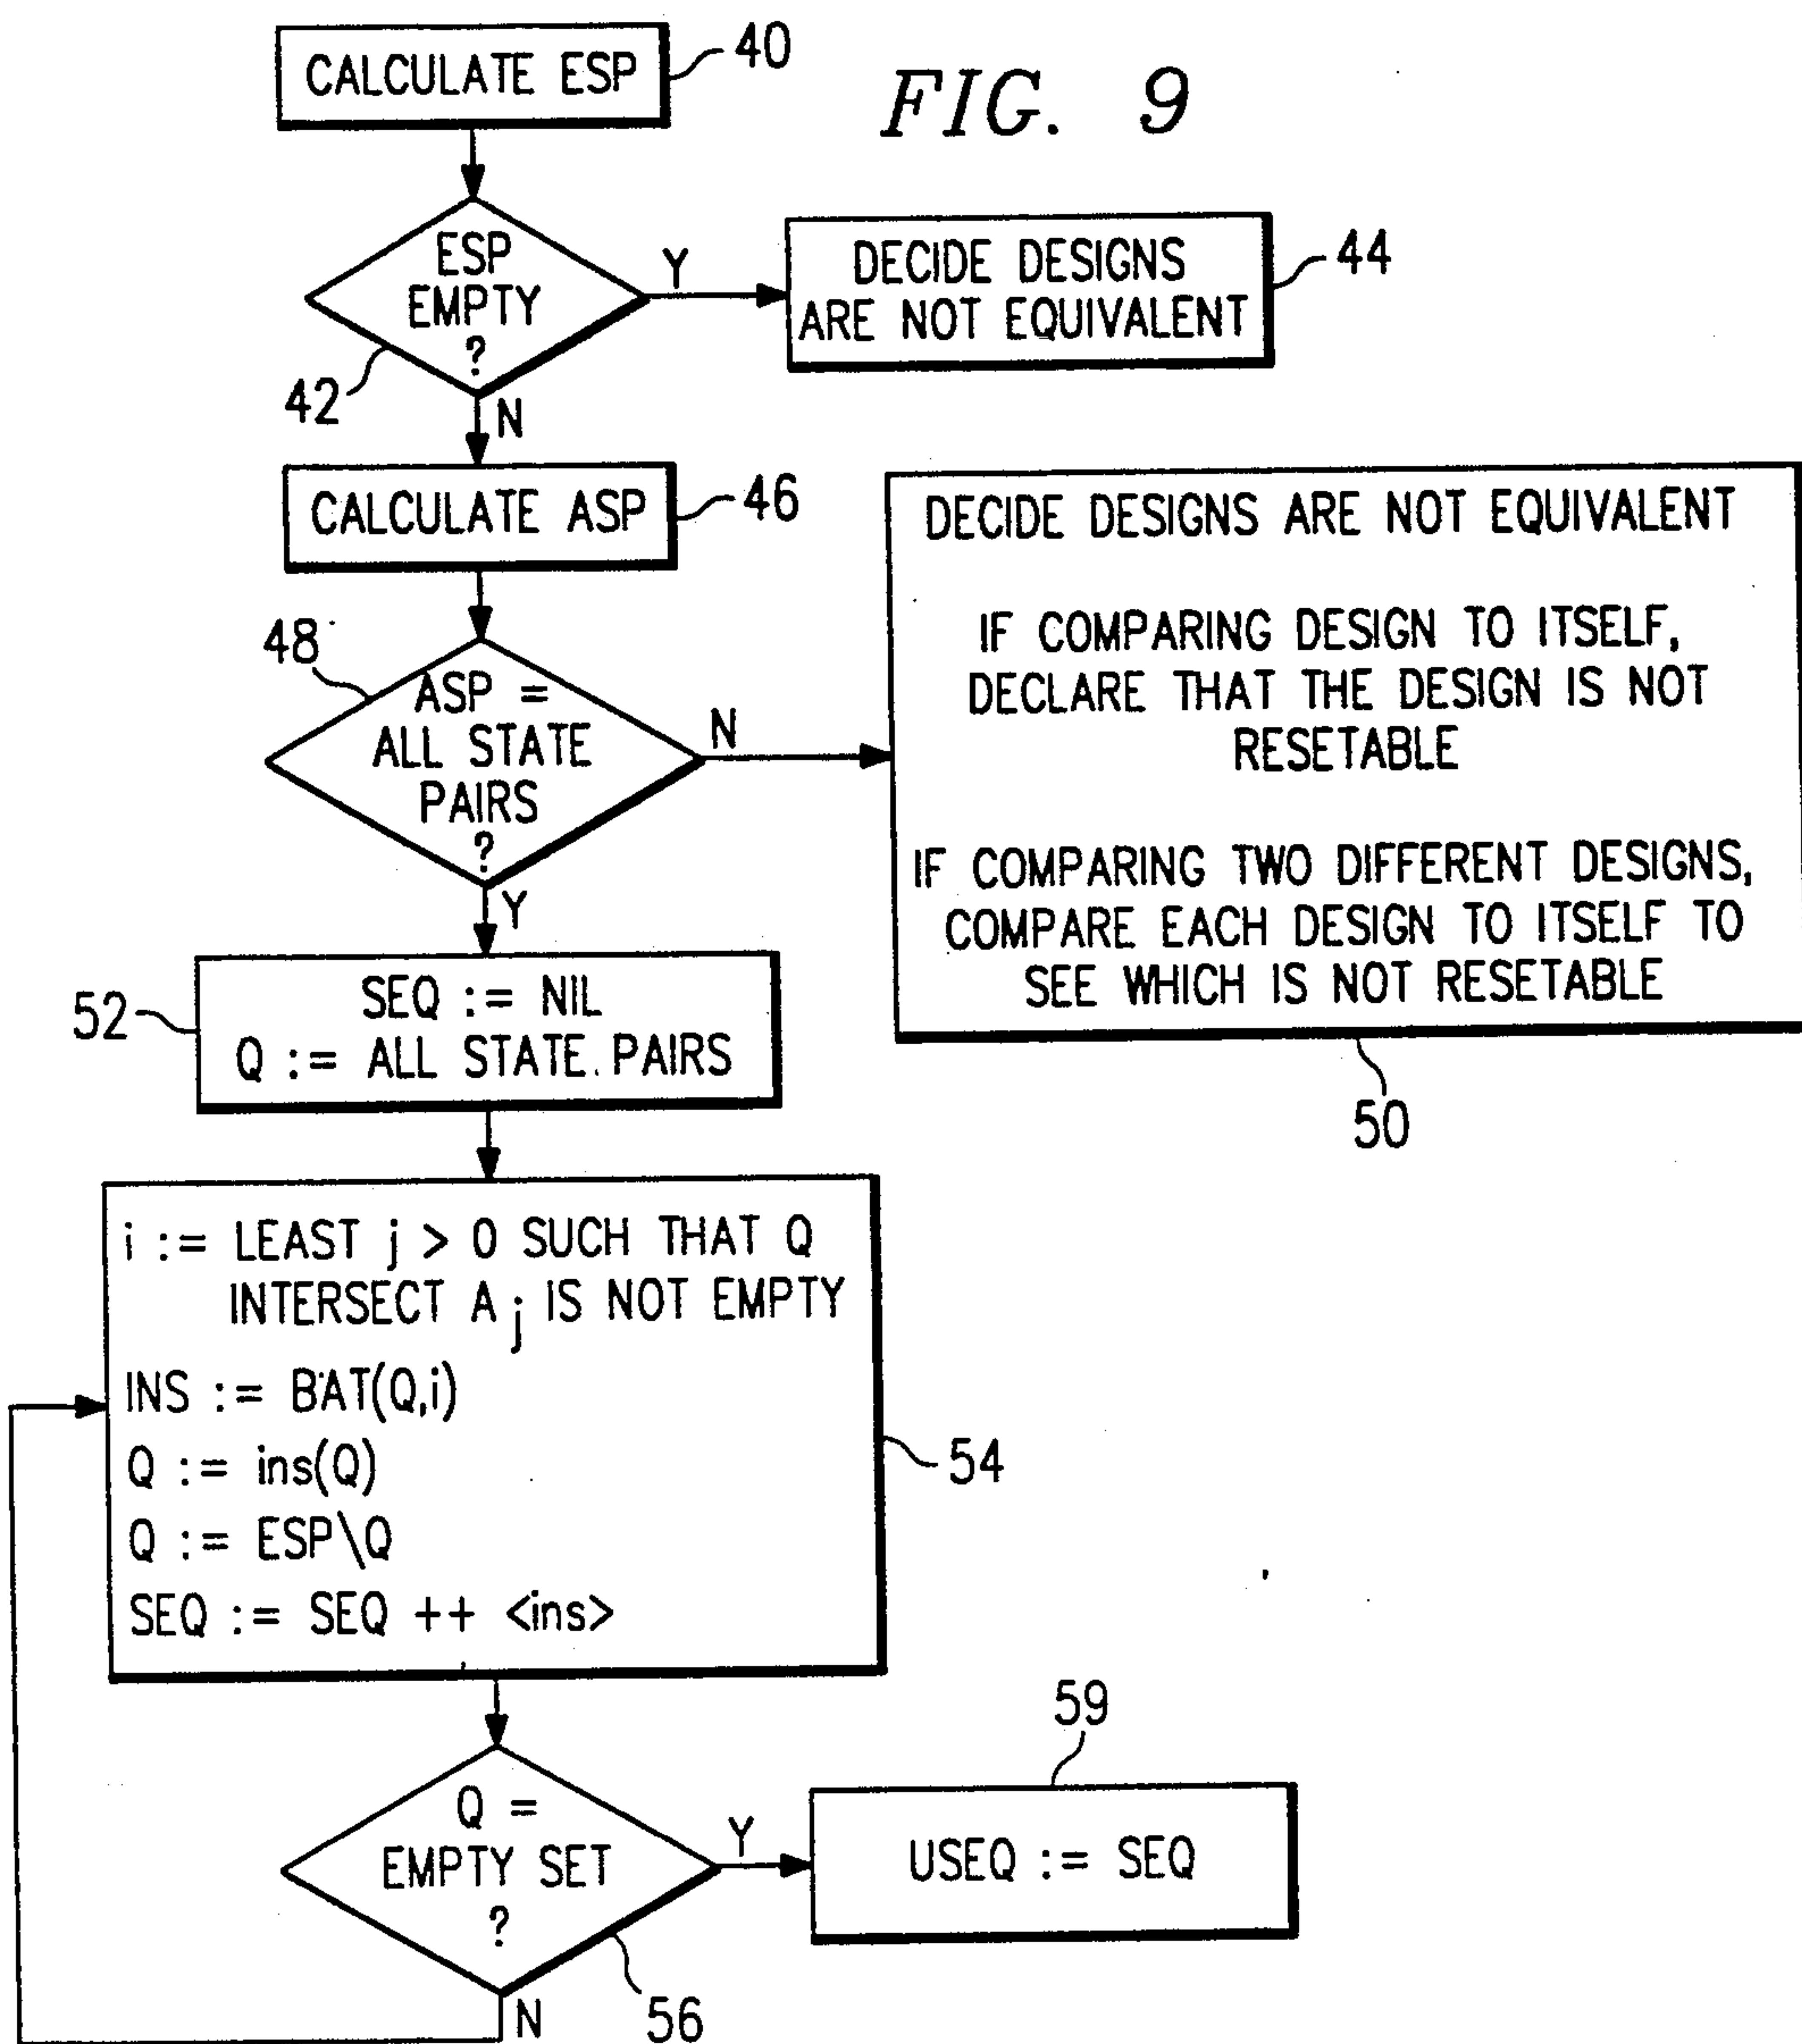 CALCULATE ESP
40
FIG. 9
ESP
EMPTY
?
42
Y
N
DECIDE DESIGNS
ARE NOT EQUIVALENT
44
CALCULATE ASP
46
48
ASP =
ALL STATE
PAIRS
?
N
Y
DECIDE DESIGNS ARE NOT EQUIVALENT
IF COMPARING DESIGN TO ITSELF,
DECLARE THAT THE DESIGN IS NOT
RESETABLE
IF COMPARING TWO DIFFERENT DESIGNS,
COMPARE EACH DESIGN TO ITSELF TO
SEE WHICH IS NOT RESETABLE
50
52
SEQ := NIL
Q := ALL STATE PAIRS
i := LEAST j > 0 SUCH THAT Q
INTERSECT A j IS NOT EMPTY
INS := BAT(Q,i)
Q := ins(Q)
Q := ESP\Q
SEQ := SEQ ++ <ins>
54
Q =
EMPTY SET
?
56
Y
N
59
USEQ := SEQ